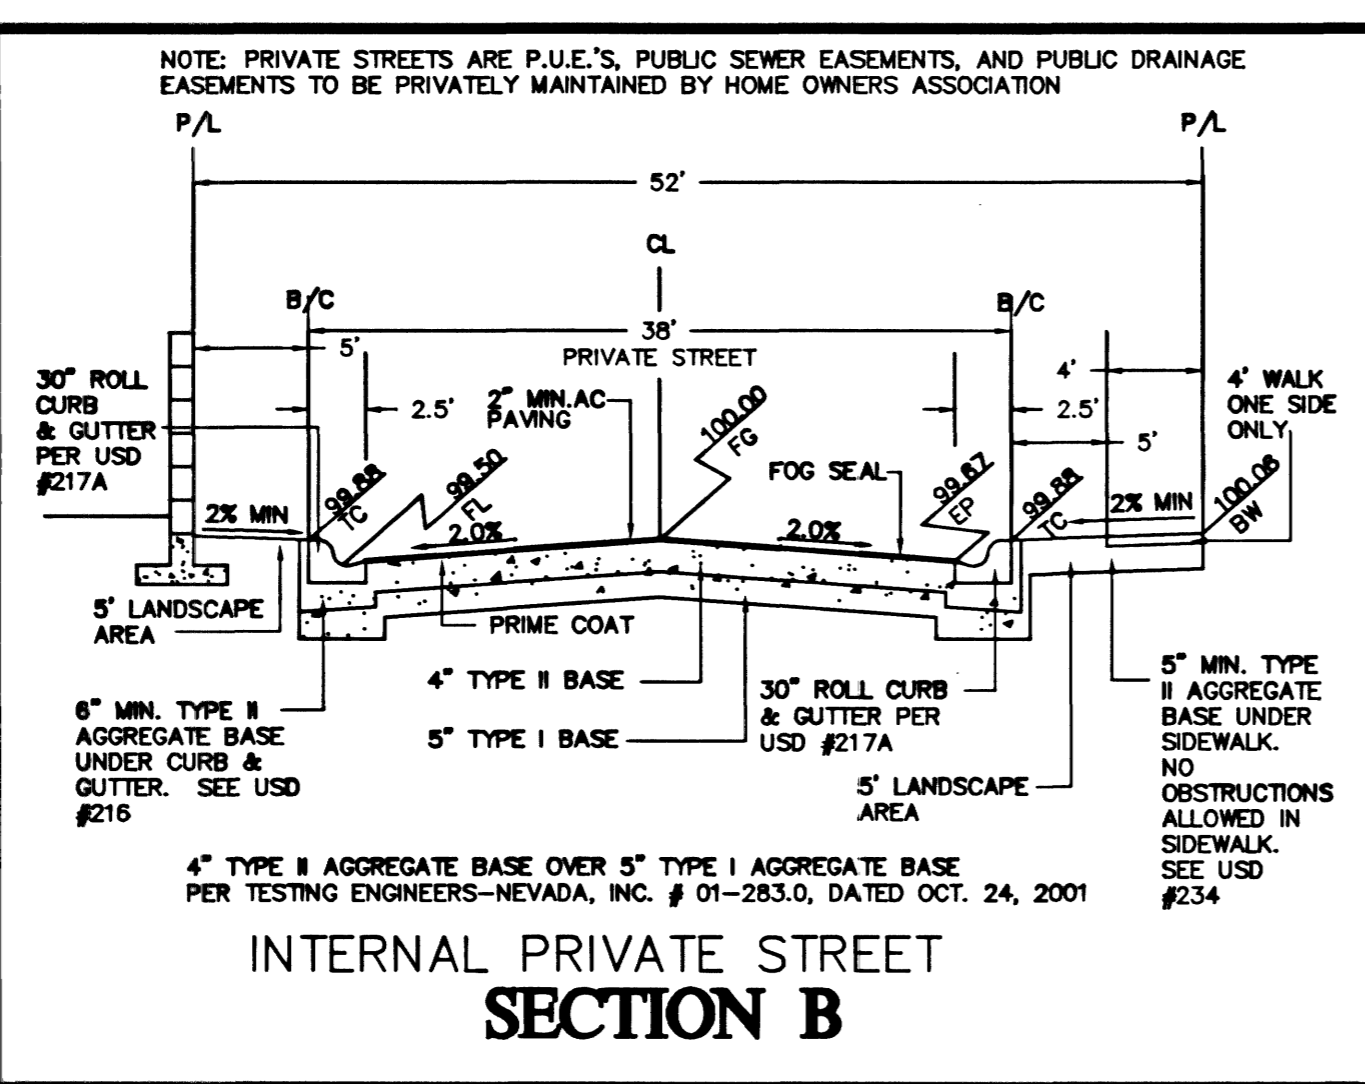 NOTE: PRIVATE STREETS ARE P.U.E.'S, PUBLIC SEWER EASEMENTS, AND PUBLIC DRAINAGE
EASEMENTS TO BE PRIVATELY MAINTAINED BY HOME OWNERS ASSOCIATION
P/L
P/L
52'
CL
B/C
B/C
38'
PRIVATE STREET
5'
4'
30" ROLL
CURB
& GUTTER
PER USD
#217A
2.5'
2" MIN.AC
PAVING
100.00
FG
2.5'
5'
4' WALK
ONE SIDE
ONLY
FOG SEAL
99.88
TC
99.50
FL
99.67
EP
99.88
TC
100.06
BW
2% MIN
2.0%
2.0%
2% MIN
5' LANDSCAPE
AREA
PRIME COAT
4" TYPE II BASE
5" TYPE I BASE
6" MIN. TYPE II
AGGREGATE BASE
UNDER CURB &
GUTTER. SEE USD
#216
30" ROLL CURB
& GUTTER PER
USD #217A
5' LANDSCAPE
AREA
5" MIN. TYPE
II AGGREGATE
BASE UNDER
SIDEWALK.
NO
OBSTRUCTIONS
ALLOWED IN
SIDEWALK.
SEE USD
#234
4" TYPE II AGGREGATE BASE OVER 5" TYPE I AGGREGATE BASE
PER TESTING ENGINEERS-NEVADA, INC. # 01-283.0, DATED OCT. 24, 2001
INTERNAL PRIVATE STREET
SECTION B